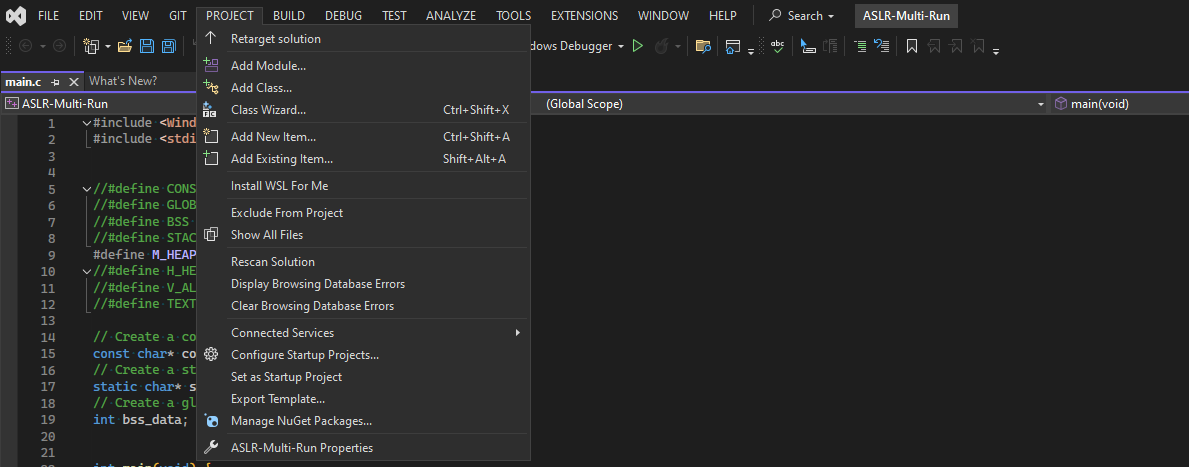 FILE EDIT VIEW GIT PROJECT BUILD DEBUG TEST ANALYZE TOOLS EXTENSIONS WINDOW HELP Search ASLR-Multi-Run
Retarget solution
dows Debugger
Add Module...
main.c What's New?
Add Class...
ASLR-Multi-Run (Global Scope) main(void)
Class Wizard... Ctrl+Shift+X
1 #include <Wind
Add New Item... Ctrl+Shift+A
2 #include <stdi
3
Add Existing Item... Shift+Alt+A
4
Install WSL For Me
5 //#define CONS
6 //#define GLOB
Exclude From Project
7 //#define BSS
8 //#define STAC
Show All Files
9 #define M_HEAP
Rescan Solution
10 //#define H_HE
11 //#define V_AL
Display Browsing Database Errors
12 //#define TEXT
Clear Browsing Database Errors
13
14 // Create a co
Connected Services
15 const char* co
Configure Startup Projects...
16 // Create a st
Set as Startup Project
17 static char* s
18 // Create a gl
Export Template...
19 int bss_data;
Manage NuGet Packages...
20
21
ASLR-Multi-Run Properties